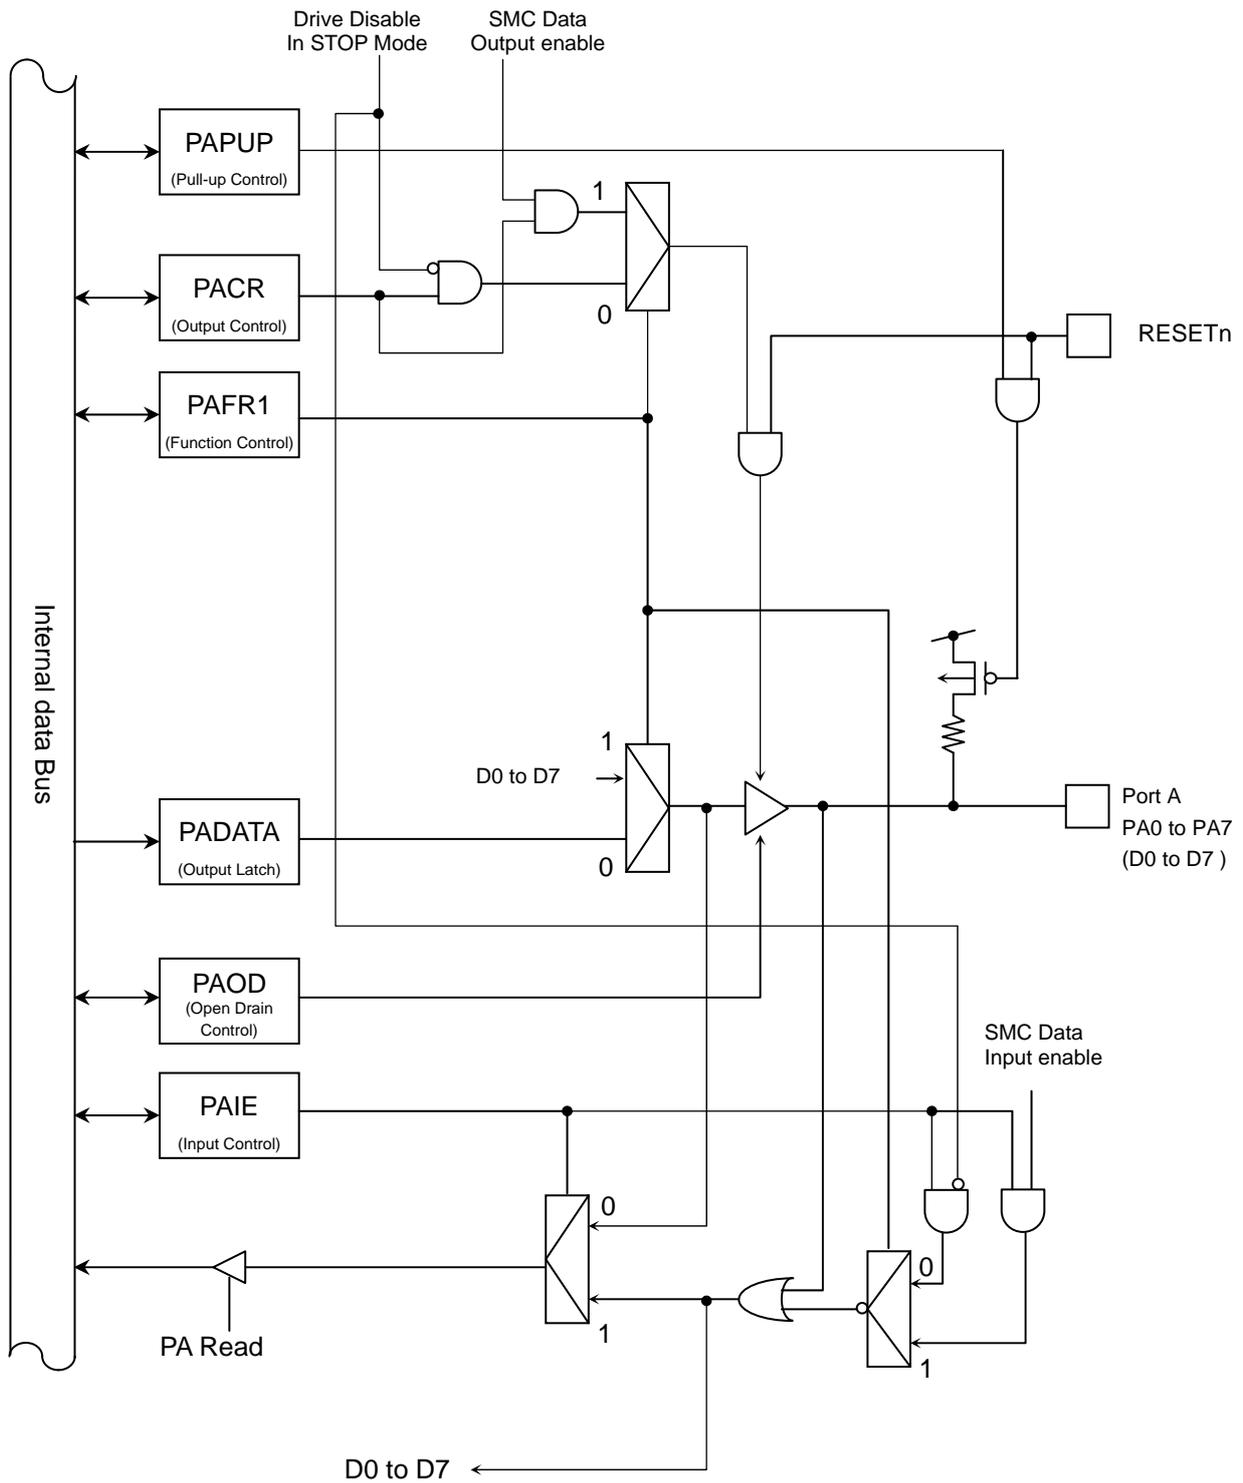 Drive Disable
In STOP Mode
SMC Data
Output enable
PAPUP
(Pull-up Control)
1
PACR
(Output Control)
0
RESETn
PAFR1
(Function Control)
Internal data Bus
1
D0 to D7
PADATA
(Output Latch)
0
Port A
PA0 to PA7
(D0 to D7 )
PAOD
(Open Drain
Control)
SMC Data
Input enable
PAIE
(Input Control)
0
0
1
1
PA Read
D0 to D7